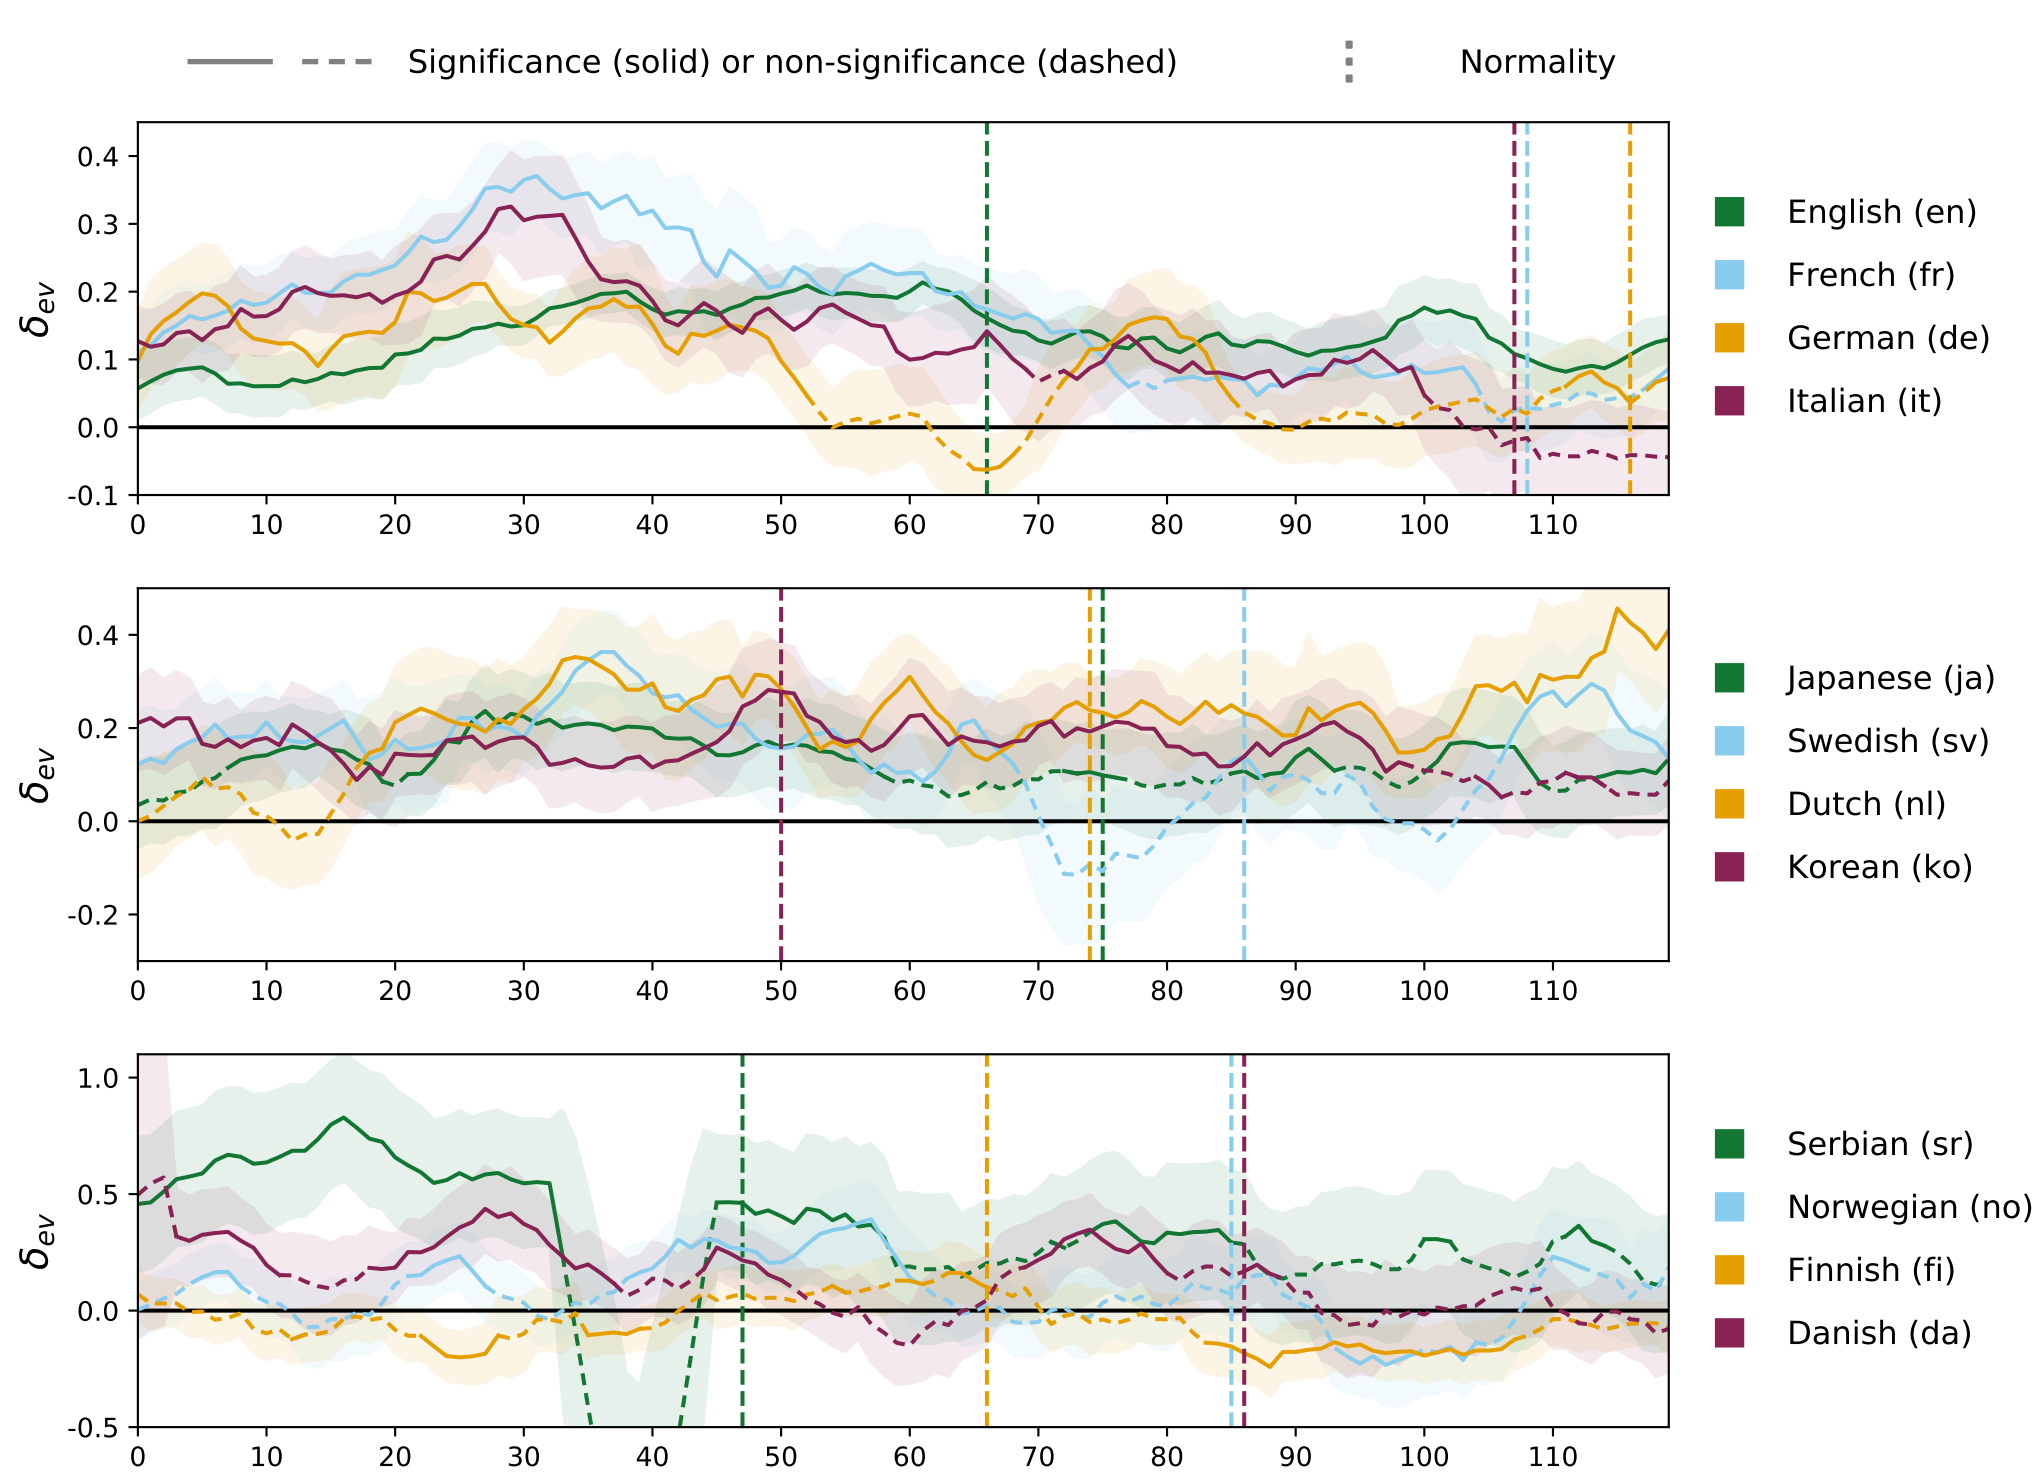 Significance (solid) or non-significance (dashed) Normality
0.4
0.3
0.2
0.1
0.0
-0.1
δev
0 10 20 30 40 50 60 70 80 90 100 110
English (en)
French (fr)
German (de)
Italian (it)
0.4
0.2
0.0
-0.2
δev
0 10 20 30 40 50 60 70 80 90 100 110
Japanese (ja)
Swedish (sv)
Dutch (nl)
Korean (ko)
1.0
0.5
0.0
-0.5
δev
0 10 20 30 40 50 60 70 80 90 100 110
Serbian (sr)
Norwegian (no)
Finnish (fi)
Danish (da)